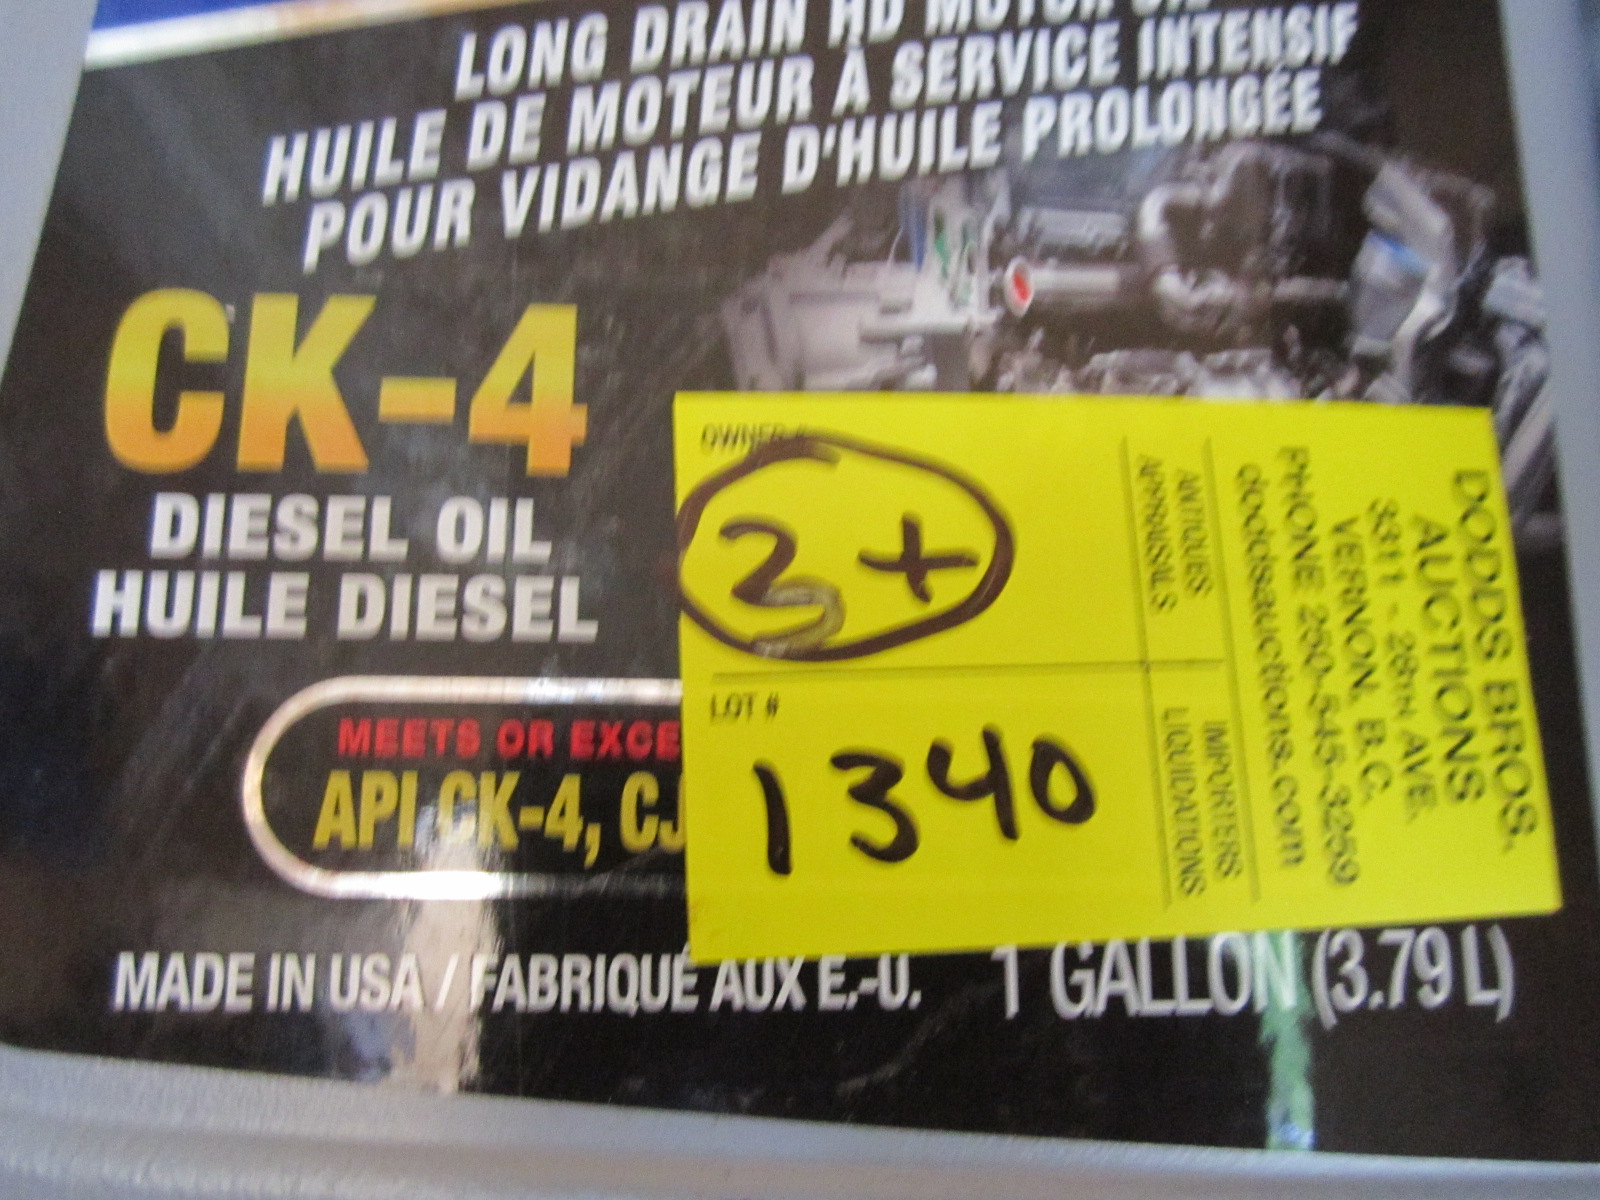 LONG DRAIN HD MOTOR OIL
HUILE DE MOTEUR À SERVICE INTENSIF
POUR VIDANGE D'HUILE PROLONGÉE
CK-4
DIESEL OIL
HUILE DIESEL
MEETS OR EXCE
API CK-4, CJ
MADE IN USA / FABRIQUÉ AUX E.-U.
1 GALLON (3.79 L)
OWNER #
3 +
LOT #
1340
ANTIQUES
APPRAISALS
IMPORTERS
LIQUIDATIONS
DODDS BROS.
AUCTIONS
3311 - 28TH AVE.
VERNON, B.C.
PHONE 250-545-3259
doddsauctions.com